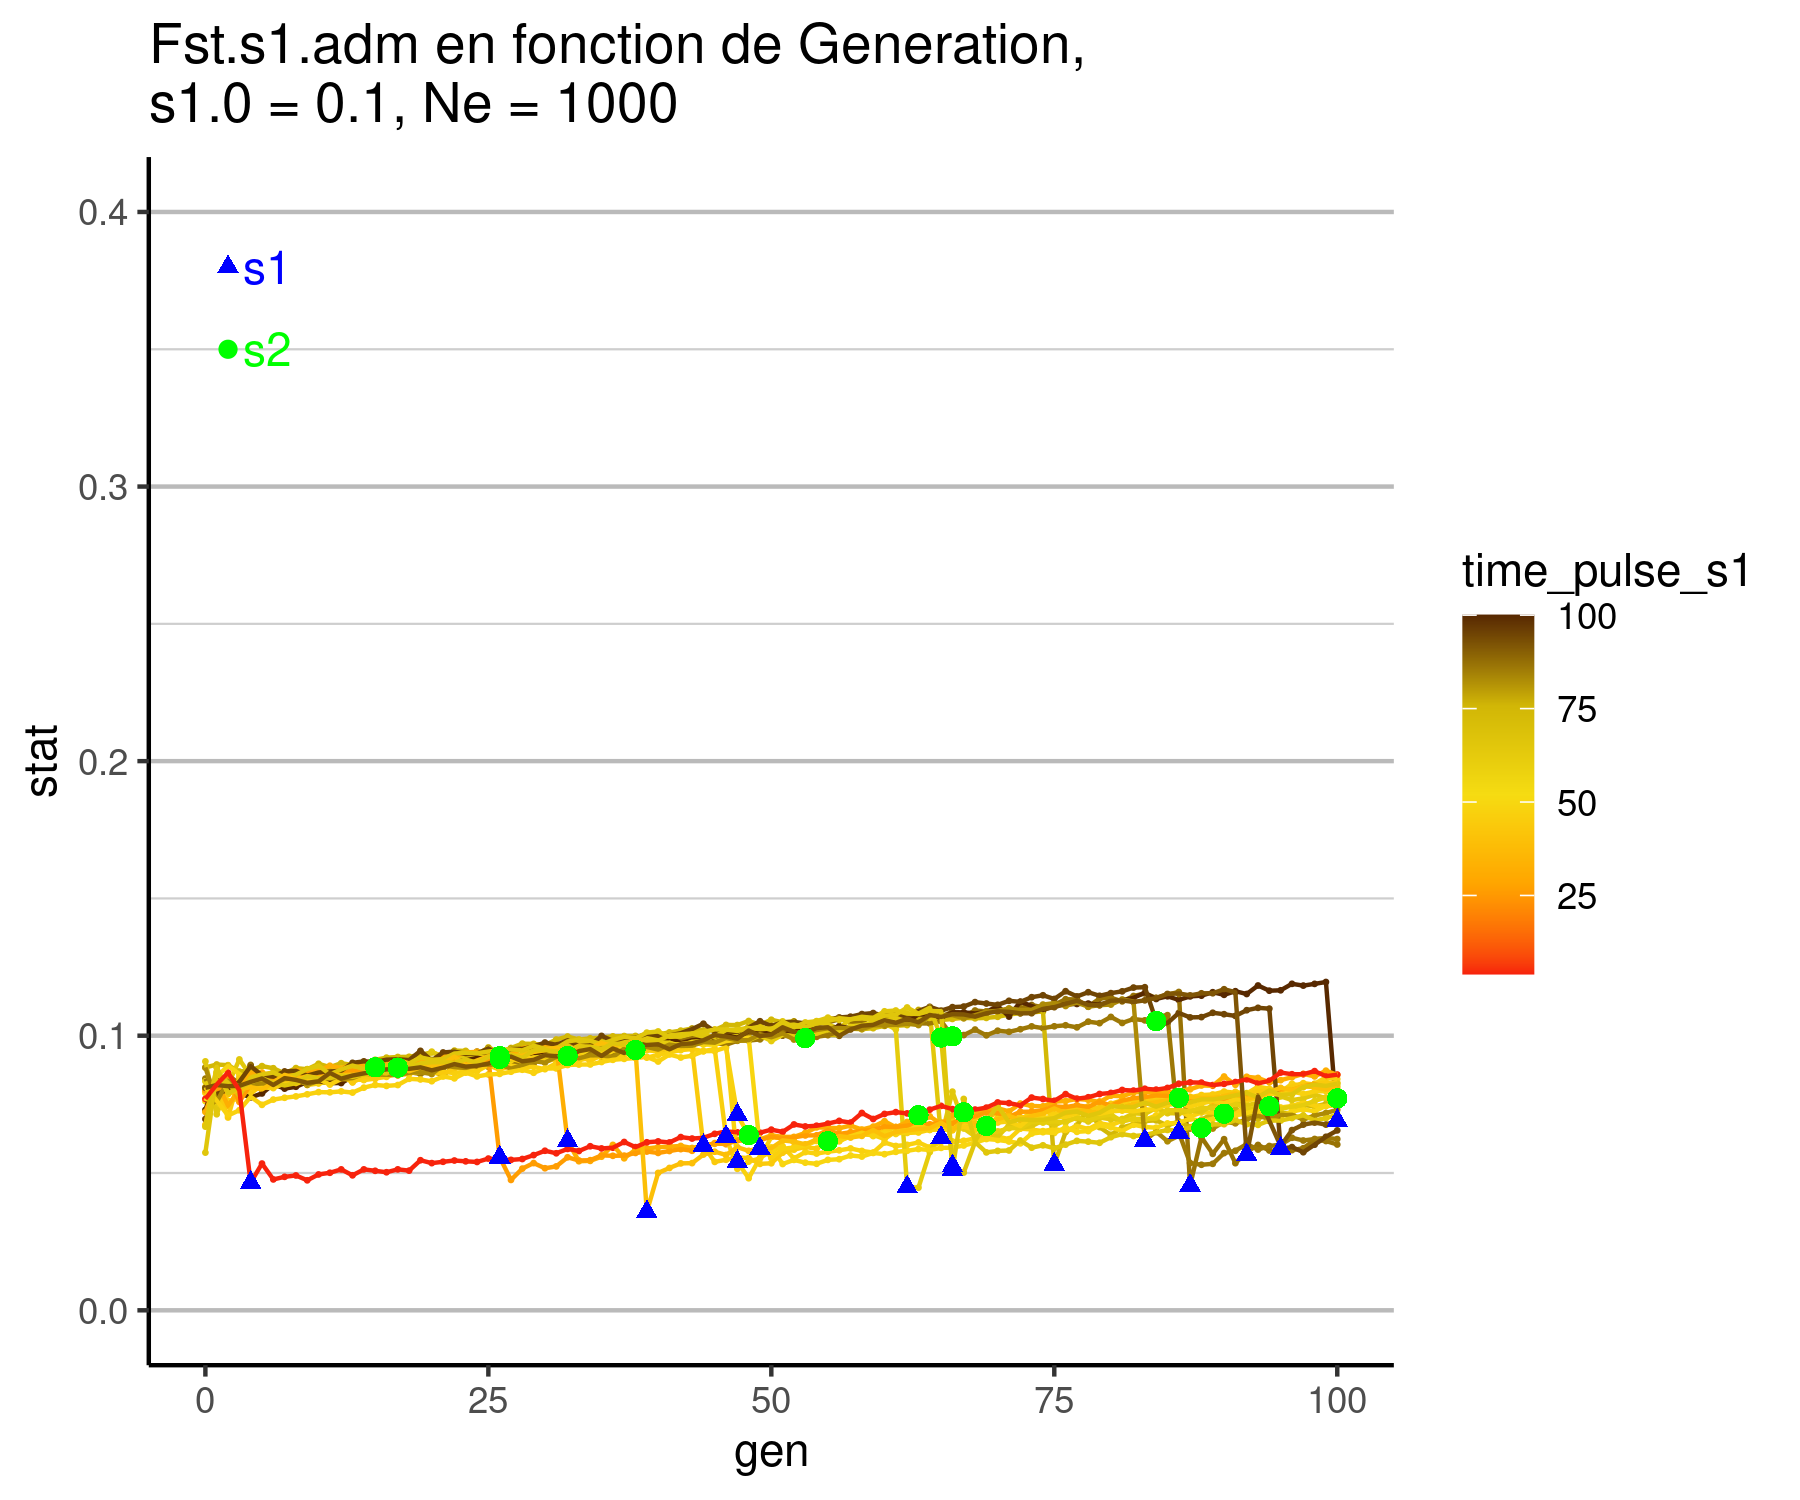 Fst.s1.adm en fonction de Generation,
s1.0 = 0.1, Ne = 1000
0.4
0.3
0.2
0.1
0.0
stat
s1
s2
0
25
50
75
100
gen
time_pulse_s1
100
75
50
25